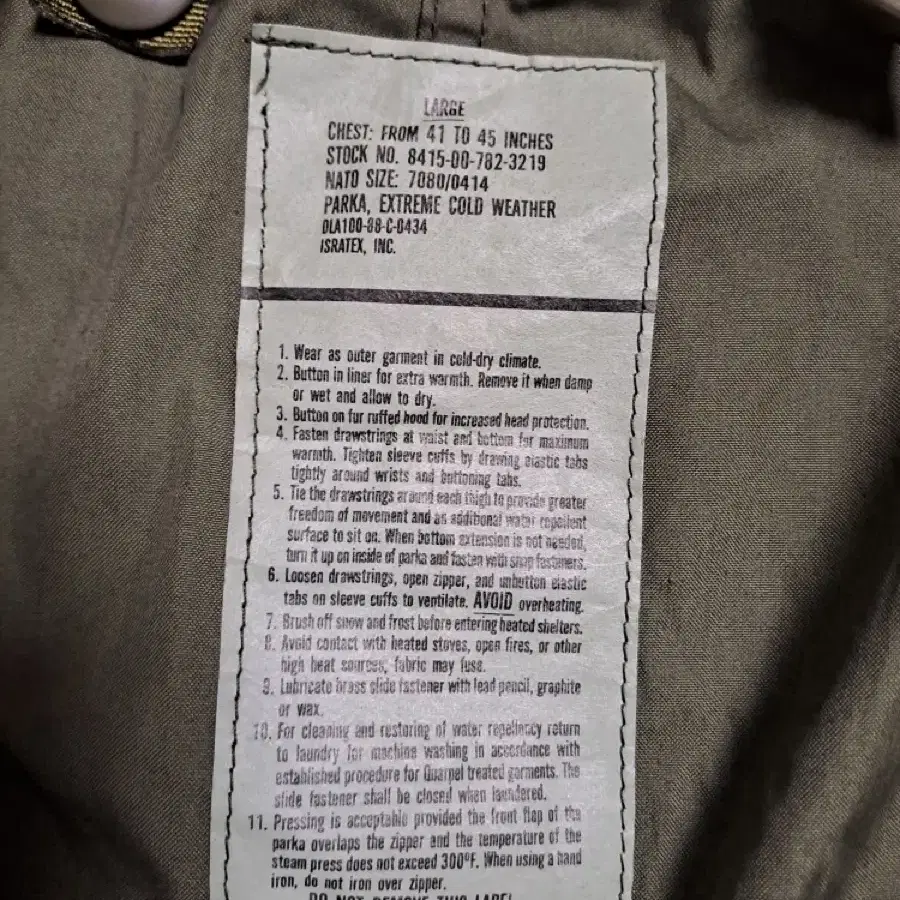 LARGE
CHEST: FROM 41 TO 45 INCHES
STOCK NO. 8415-00-782-3219
NATO SIZE: 7080/0414
PARKA, EXTREME COLD WEATHER
DLA100-88-C-0434
ISRATEX, INC.
1. Wear as outer garment in cold-dry climate.
2. Button in liner for extra warmth. Remove it when damp
or wet and allow to dry.
3. Button on fur ruffed hood for increased head protection.
4. Fasten drawstrings at waist and bottom for maximum
warmth. Tighten sleeve cuffs by drawing elastic tabs
tightly around wrists and buttoning tabs.
5. Tie the drawstrings around each thigh to provide greater
freedom of movement and as additional water repellent
surface to sit on. When bottom extension is not needed,
turn it up on inside of parka and fasten with snap fasteners.
6. Loosen drawstrings, open zipper, and unbutton elastic
tabs on sleeve cuffs to ventilate. AVOID overheating.
7. Brush off snow and frost before entering heated shelters.
8. Avoid contact with heated stoves, open fires, or other
high heat sources, fabric may fuse.
9. Lubricate brass slide fastener with lead pencil, graphite
or wax.
10. For cleaning and restoring of water repellency return
to laundry for machine washing in accordance with
established procedure for Quarpel treated garments. The
slide fastener shall be closed when laundered.
11. Pressing is acceptable provided the front flap of the
parka overlaps the zipper and the temperature of the
steam press does not exceed 300°F. When using a hand
iron, do not iron over zipper.
DO NOT REMOVE THIS LABEL